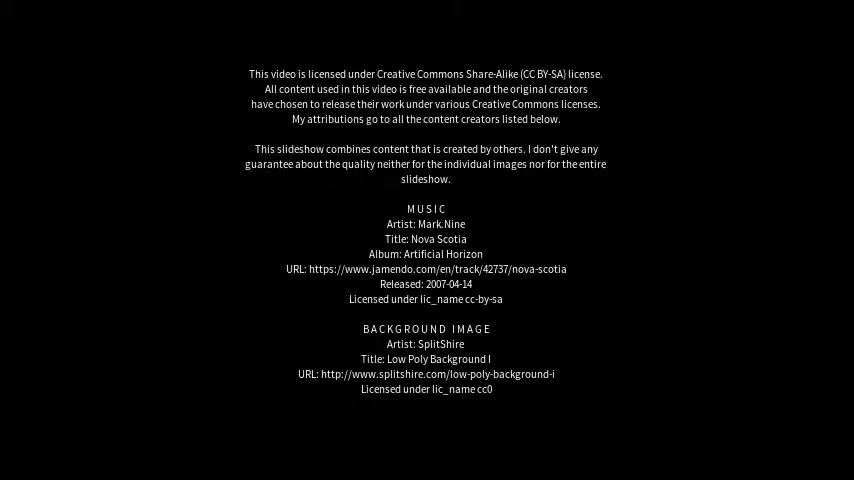 This video is licensed under Creative Commons Share-Alike (CC BY-SA) license.
All content used in this video is free available and the original creators
have chosen to release their work under various Creative Commons licenses.
My attributions go to all the content creators listed below.
This slideshow combines content that is created by others. I don't give any
guarantee about the quality neither for the individual images nor for the entire
slideshow.
MUSIC
Artist: Mark.Nine
Title: Nova Scotia
Album: Artificial Horizon
URL: https://www.jamendo.com/en/track/42737/nova-scotia
Released: 2007-04-14
Licensed under lic_name cc-by-sa
BACKGROUND IMAGE
Artist: SplitShire
Title: Low Poly Background I
URL: http://www.splitshire.com/low-poly-background-i
Licensed under lic_name cc0